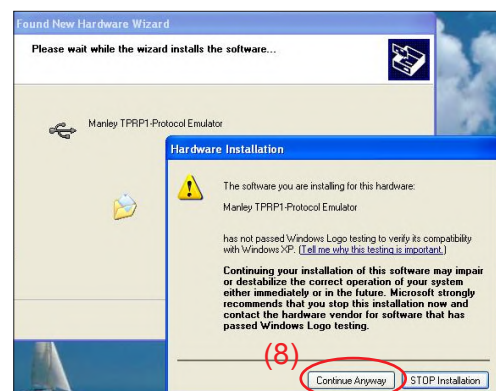 Found New Hardware Wizard
Please wait while the wizard installs the software...
Manley TPRP1-Protocol Emulator
Hardware Installation
The software you are installing for this hardware:
Manley TPRP1-Protocol Emulator
has not passed Windows Logo testing to verify its compatibility
with Windows XP. (Tell me why this testing is important.)
Continuing your installation of this software may impair
or destabilize the correct operation of your system
either immediately or in the future. Microsoft strongly
recommends that you stop this installation now and
contact the hardware vendor for software that has
passed Windows Logo testing.
(8)
Continue Anyway
STOP Installation